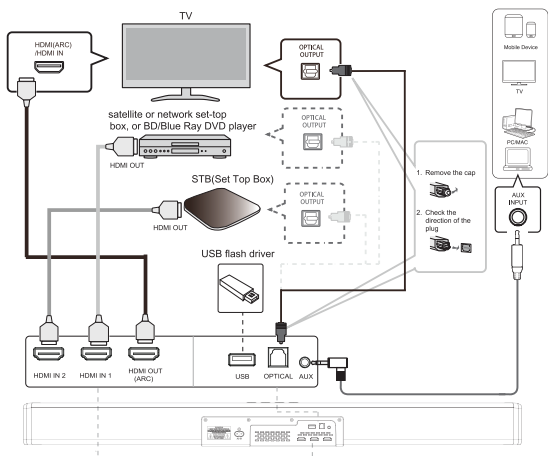 TV
HDMI(ARC)
/HDMI IN
OPTICAL
OUTPUT
Mobile Device
TV
PC/MAC
AUX
INPUT
satellite or network set-top
box, or BD/Blue Ray DVD player
HDMI OUT
OPTICAL
OUTPUT
1. Remove the cap
2. Check the
direction of the
plug
STB(Set Top Box)
HDMI OUT
OPTICAL
OUTPUT
USB flash driver
HDMI IN 2
HDMI IN 1
HDMI OUT
(ARC)
USB
OPTICAL
AUX